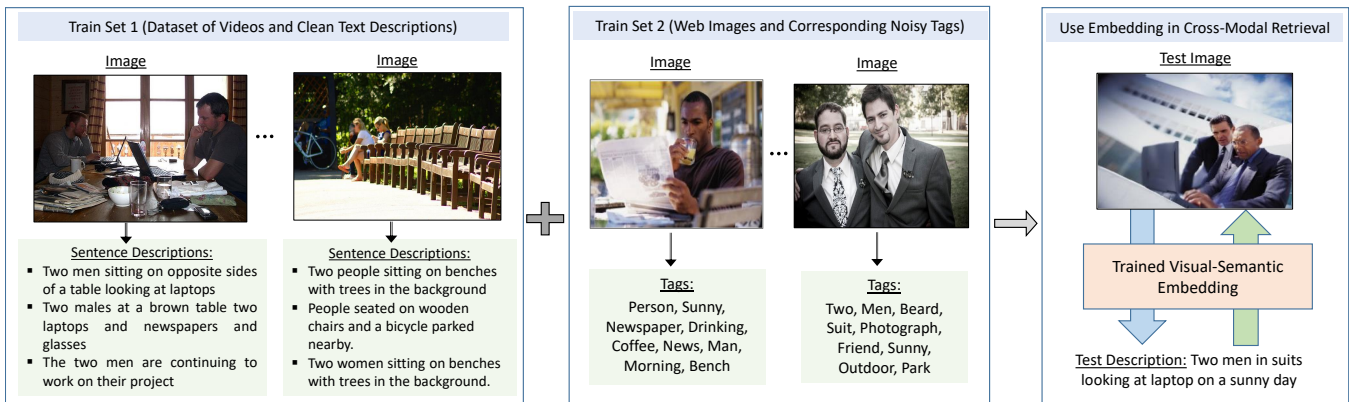 Train Set 1 (Dataset of Videos and Clean Text Descriptions)
Image
Image
...
Sentence Descriptions:
▪ Two men sitting on opposite sides
of a table looking at laptops
▪ Two males at a brown table two
laptops and newspapers and
glasses
▪ The two men are continuing to
work on their project
Sentence Descriptions:
▪ Two people sitting on benches
with trees in the background
▪ People seated on wooden
chairs and a bicycle parked
nearby.
▪ Two women sitting on benches
with trees in the background.
Train Set 2 (Web Images and Corresponding Noisy Tags)
Image
Image
...
Tags:
Person, Sunny,
Newspaper, Drinking,
Coffee, News, Man,
Morning, Bench
Tags:
Two, Men, Beard,
Suit, Photograph,
Friend, Sunny,
Outdoor, Park
Use Embedding in Cross-Modal Retrieval
Test Image
Trained Visual-Semantic
Embedding
Test Description: Two men in suits
looking at laptop on a sunny day